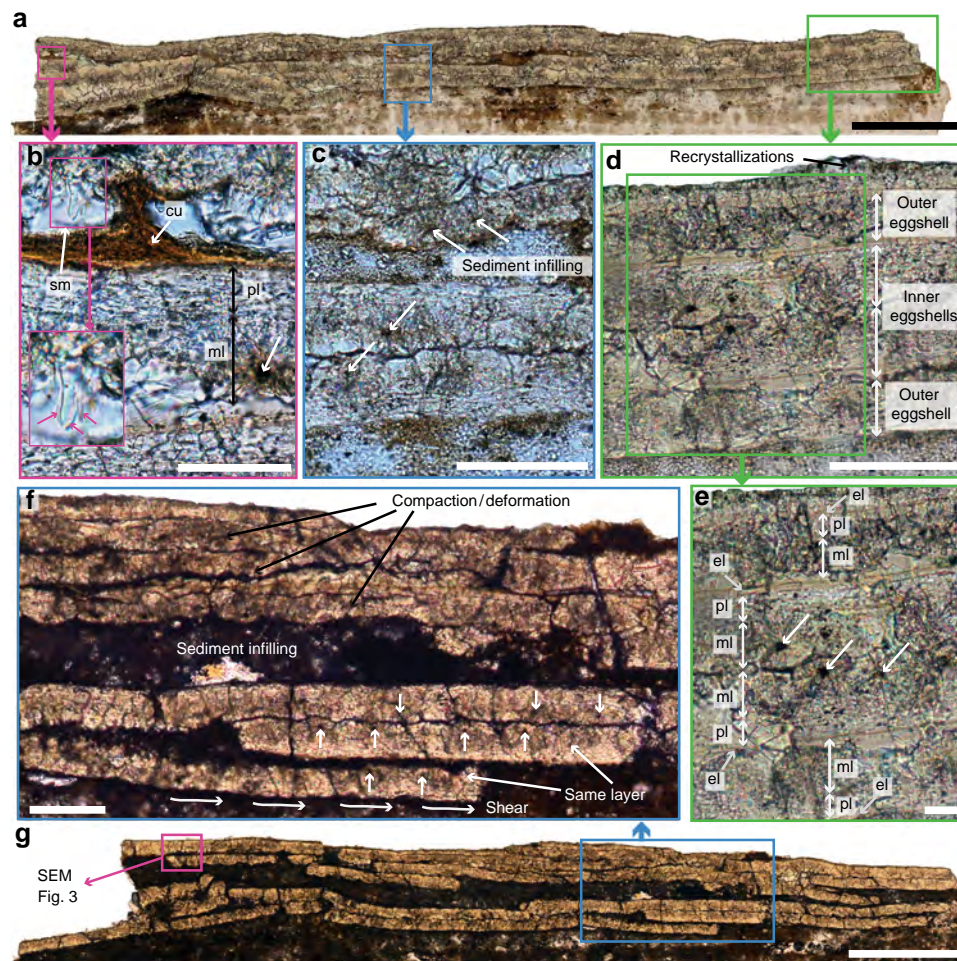 a
b
cu
sm
pl
ml
c
Sediment infilling
d
Recrystallizations
Outer
eggshell
Inner
eggshells
Outer
eggshell
f
Compaction/deformation
Sediment infilling
Same layer
Shear
e
el
pl
ml
el
pl
ml
ml
pl
el
ml
pl
el
g
SEM
Fig. 3